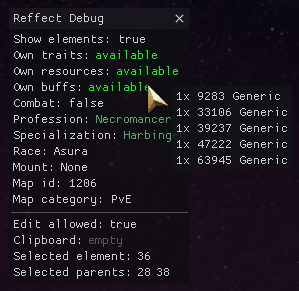 Reffect Debug
Show elements: true
Own traits: available
Own resources: available
Own buffs: available
Combat: false
Profession: Necromancer
Specialization: Harbing
Race: Asura
Mount: None
Map id: 1206
Map category: PvE
Edit allowed: true
Clipboard: empty
Selected element: 36
Selected parents: 28 38
1x 9283 Generic
1x 33106 Generic
1x 39237 Generic
1x 47222 Generic
1x 63945 Generic